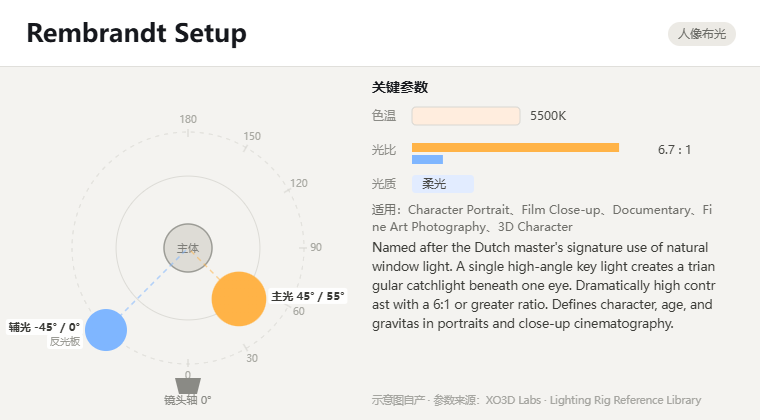 Rembrandt Setup
人像布光
180
150
120
90
60
30
0
主体
主光 45° / 55°
辅光 -45° / 0°
反光板
镜头轴 0°
关键参数
色温 5500K
光比 6.7 : 1
光质 柔光
适用：Character Portrait、Film Close-up、Documentary、Fi
ne Art Photography、3D Character
Named after the Dutch master's signature use of natural
window light. A single high-angle key light creates a trian
gular catchlight beneath one eye. Dramatically high contr
ast with a 6:1 or greater ratio. Defines character, age, and
gravitas in portraits and close-up cinematography.
示意图自产 · 参数来源：XO3D Labs · Lighting Rig Reference Library